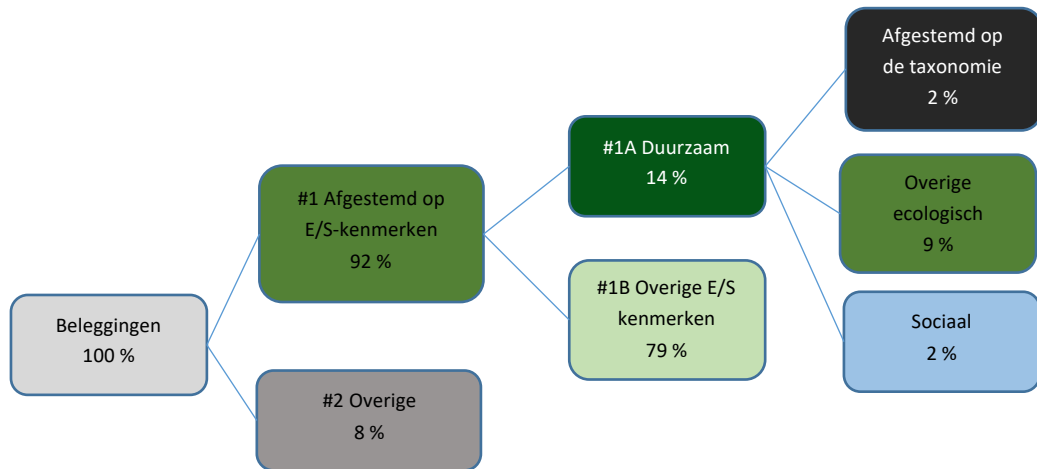 Beleggingen
100 %
#1 Afgestemd op
E/S-kenmerken
92 %
#2 Overige
8 %
#1A Duurzaam
14 %
#1B Overige E/S
kenmerken
79 %
Afgestemd op
de taxonomie
2 %
Overige
ecologisch
9 %
Sociaal
2 %